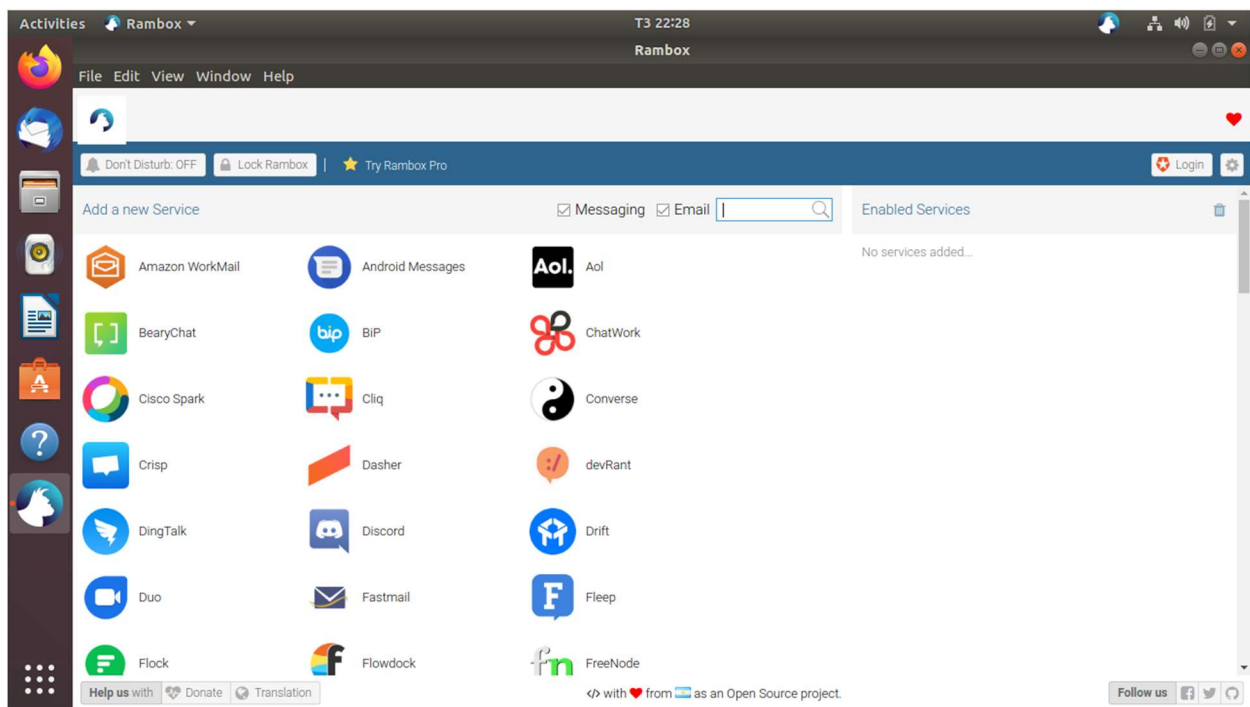 Activities Rambox T3 22:28
Rambox
File Edit View Window Help
Don't Disturb: OFF Lock Rambox | Try Rambox Pro Login
Add a new Service Messaging Email Enabled Services
No services added...
Amazon WorkMail Android Messages Aol. Aol
BearyChat bip BiP ChatWork
Cisco Spark Cliq Converse
Crisp Dasher :/ devRant
DingTalk Discord Drift
Duo Fastmail F Fleep
Flock Flowdock fn FreeNode
Help us with Donate Translation </> with ♥ from 🇦🇷 as an Open Source project. Follow us